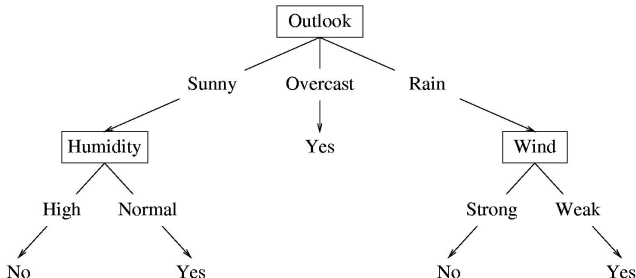 Outlook
Sunny Overcast Rain
Humidity Yes Wind
High Normal Strong Weak
No Yes No Yes